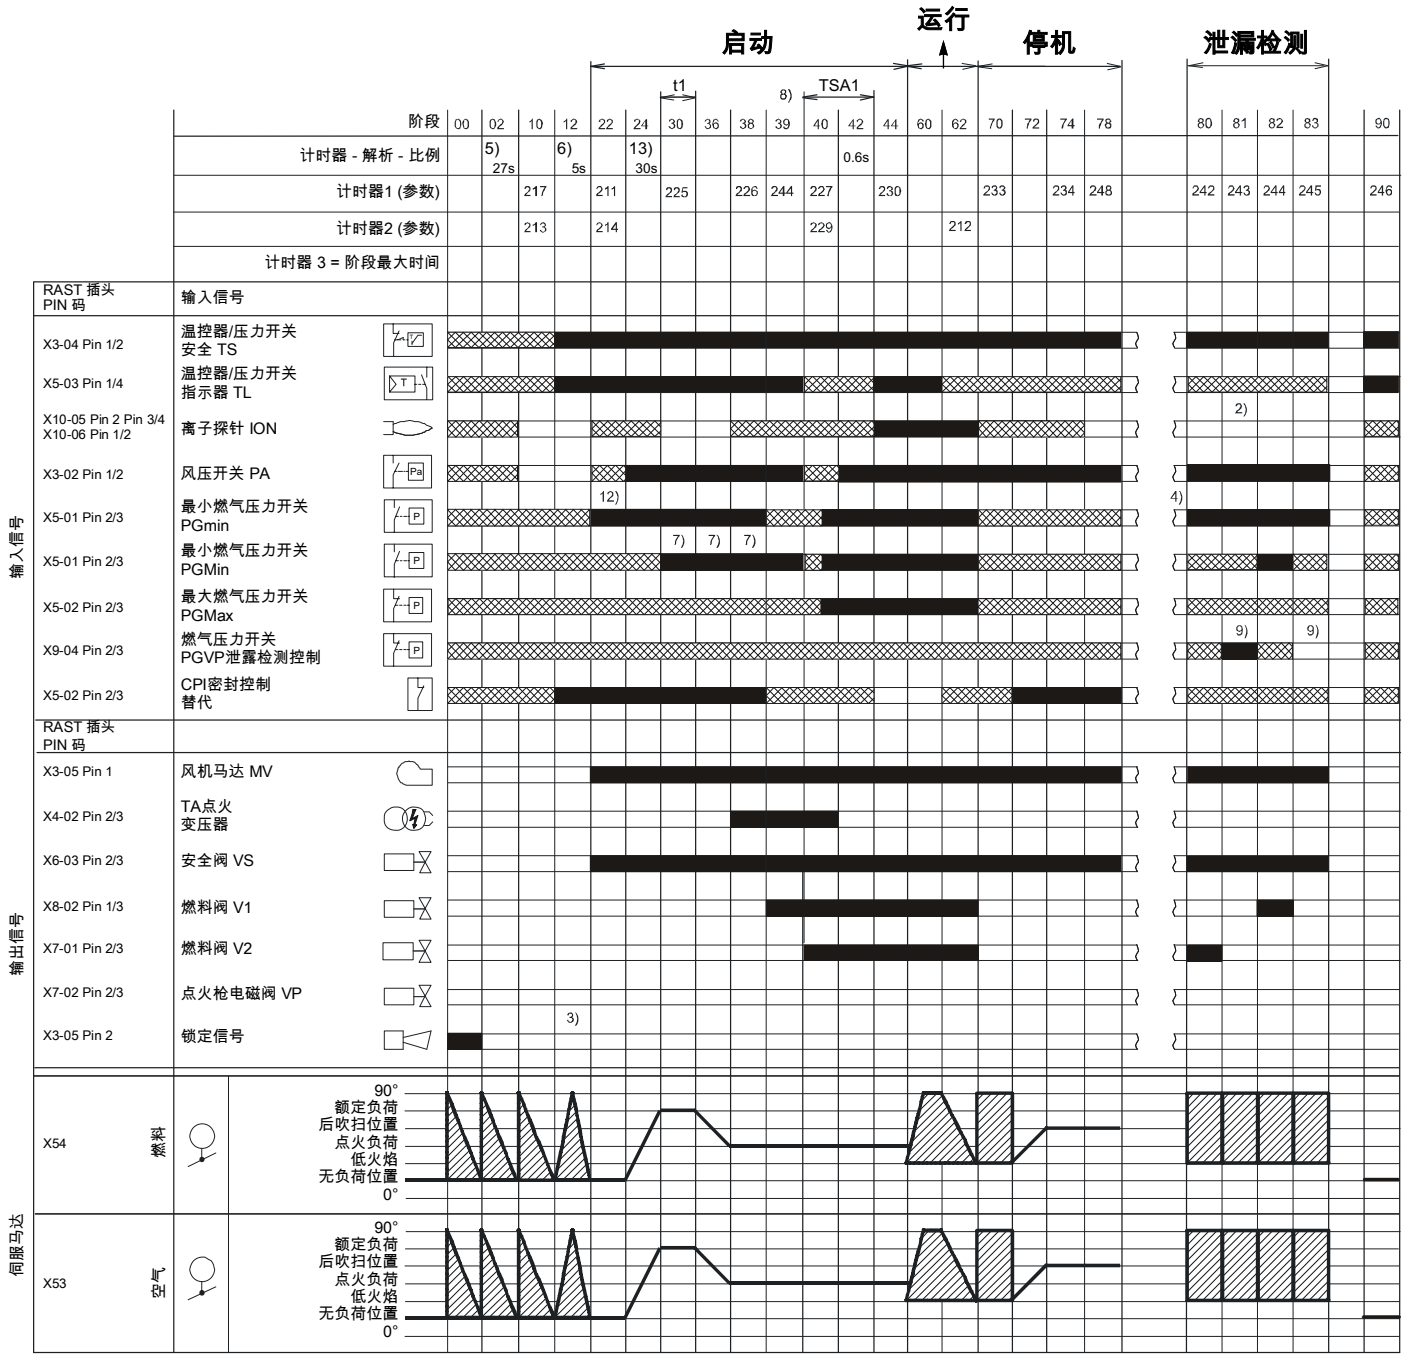 启动
运行
停机
泄漏检测
t1
8)
TSA1
阶段 00 02 10 12 22 24 30 36 38 39 40 42 44 60 62 70 72 74 78 80 81 82 83 90
计时器 - 解析 - 比例 5) 27s 6) 5s 13) 30s 0.6s
计时器1 (参数) 217 211 225 226 244 227 230 233 234 248 242 243 244 245 246
计时器2 (参数) 213 214 229 212
计时器 3 = 阶段最大时间
RAST 插头
PIN 码
输入信号
输入信号
X3-04 Pin 1/2
温控器/压力开关
安全 TS
X5-03 Pin 1/4
温控器/压力开关
指示器 TL
T
2)
X10-05 Pin 2 Pin 3/4
X10-06 Pin 1/2
离子探针 ION
X3-02 Pin 1/2
风压开关 PA
Pa
12)
4)
X5-01 Pin 2/3
最小燃气压力开关
PGmin
P
7) 7) 7)
X5-01 Pin 2/3
最小燃气压力开关
PGMin
P
X5-02 Pin 2/3
最大燃气压力开关
PGMax
P
9) 9)
X9-04 Pin 2/3
燃气压力开关
PGVP泄露检测控制
P
X5-02 Pin 2/3
CPI密封控制
替代
RAST 插头
PIN 码
输出信号
X3-05 Pin 1
风机马达 MV
X4-02 Pin 2/3
TA点火
变压器
X6-03 Pin 2/3
安全阀 VS
X8-02 Pin 1/3
燃料阀 V1
X7-01 Pin 2/3
燃料阀 V2
X7-02 Pin 2/3
点火枪电磁阀 VP
3)
X3-05 Pin 2
锁定信号
伺服马达
X54
燃料
90°
额定负荷
后吹扫位置
点火负荷
低火焰
无负荷位置
0°
X53
空气
90°
额定负荷
后吹扫位置
点火负荷
低火焰
无负荷位置
0°